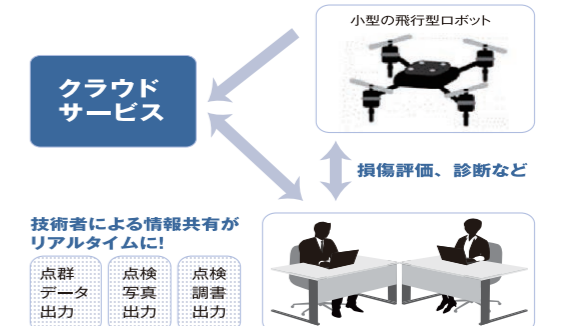 小型の飛行型ロボット
クラウド
サービス
損傷評価、診断など
技術者による情報共有が
リアルタイムに!
点群
データ
出力
点検
写真
出力
点検
調書
出力